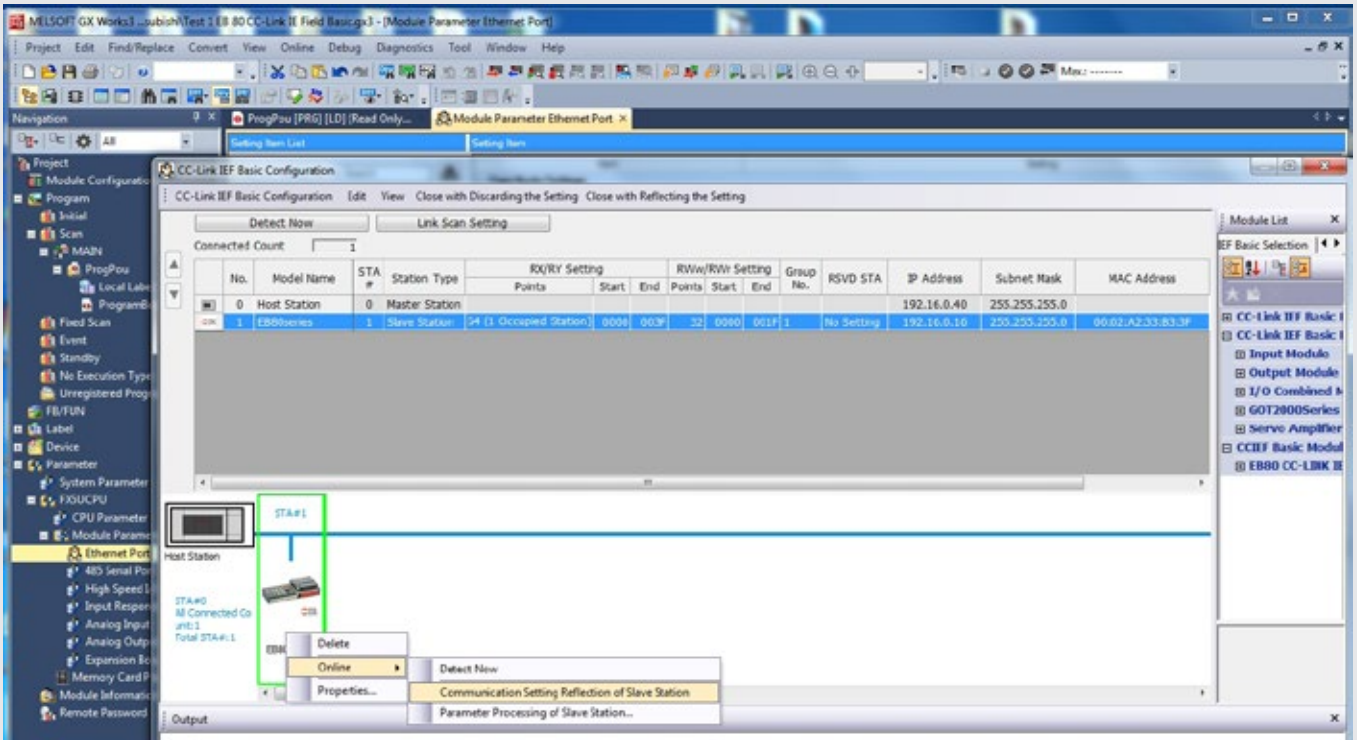 MELSOFT GX Works3 ...subishi\Test 1 EB 80 CC-Link IE Field Basic.gx3 - [Module Parameter Ethernet Port]
Project Edit Find/Replace Convert View Online Debug Diagnostics Tool Window Help
Max.: --------
Navigation
ProgPou [PRG] [LD] (Read Only...
Module Parameter Ethernet Port
All
Setting Item List
Setting Item
Project
Module Configuratio
Program
Initial
Scan
MAIN
ProgPou
Local Labe
ProgramB
Fixed Scan
Event
Standby
No Execution Type
Unregistered Progr
FB/FUN
Label
Device
Parameter
System Parameter
FX5UCPU
CPU Parameter
Module Parame
Ethernet Port
485 Serial Por
High Speed I
Input Respon
Analog Input
Analog Outp
Expansion Bo
Memory Card P
Module Informatio
Remote Password
CC-Link IEF Basic Configuration
CC-Link IEF Basic Configuration Edit View Close with Discarding the Setting Close with Reflecting the Setting
Detect Now
Link Scan Setting
Connected Count 1
No. Model Name STA# Station Type RX/RY Setting Points Start End RWw/RWr Setting Points Start End Group No. RSVD STA IP Address Subnet Mask MAC Address
0 Host Station 0 Master Station 192.16.0.40 255.255.255.0
1 EB80series 1 Slave Station 64 (1 Occupied Station) 0000 003F 32 0000 001F 1 No Setting 192.16.0.10 255.255.255.0
STA#1
Host Station
STA#0
All Connected Co
unt:1
Total STA#:1
EB80
Delete
Online
Properties...
Detect Now
Communication Setting Reflection of Slave Station
Parameter Processing of Slave Station...
Output
Module List
IEF Basic Selection
CC-Link IEF Basic I
CC-Link IEF Basic I
Input Module
Output Module
I/O Combined M
GOT2000Series
Servo Amplifier
CCIEF Basic Modul
EB80 CC-LINK IE